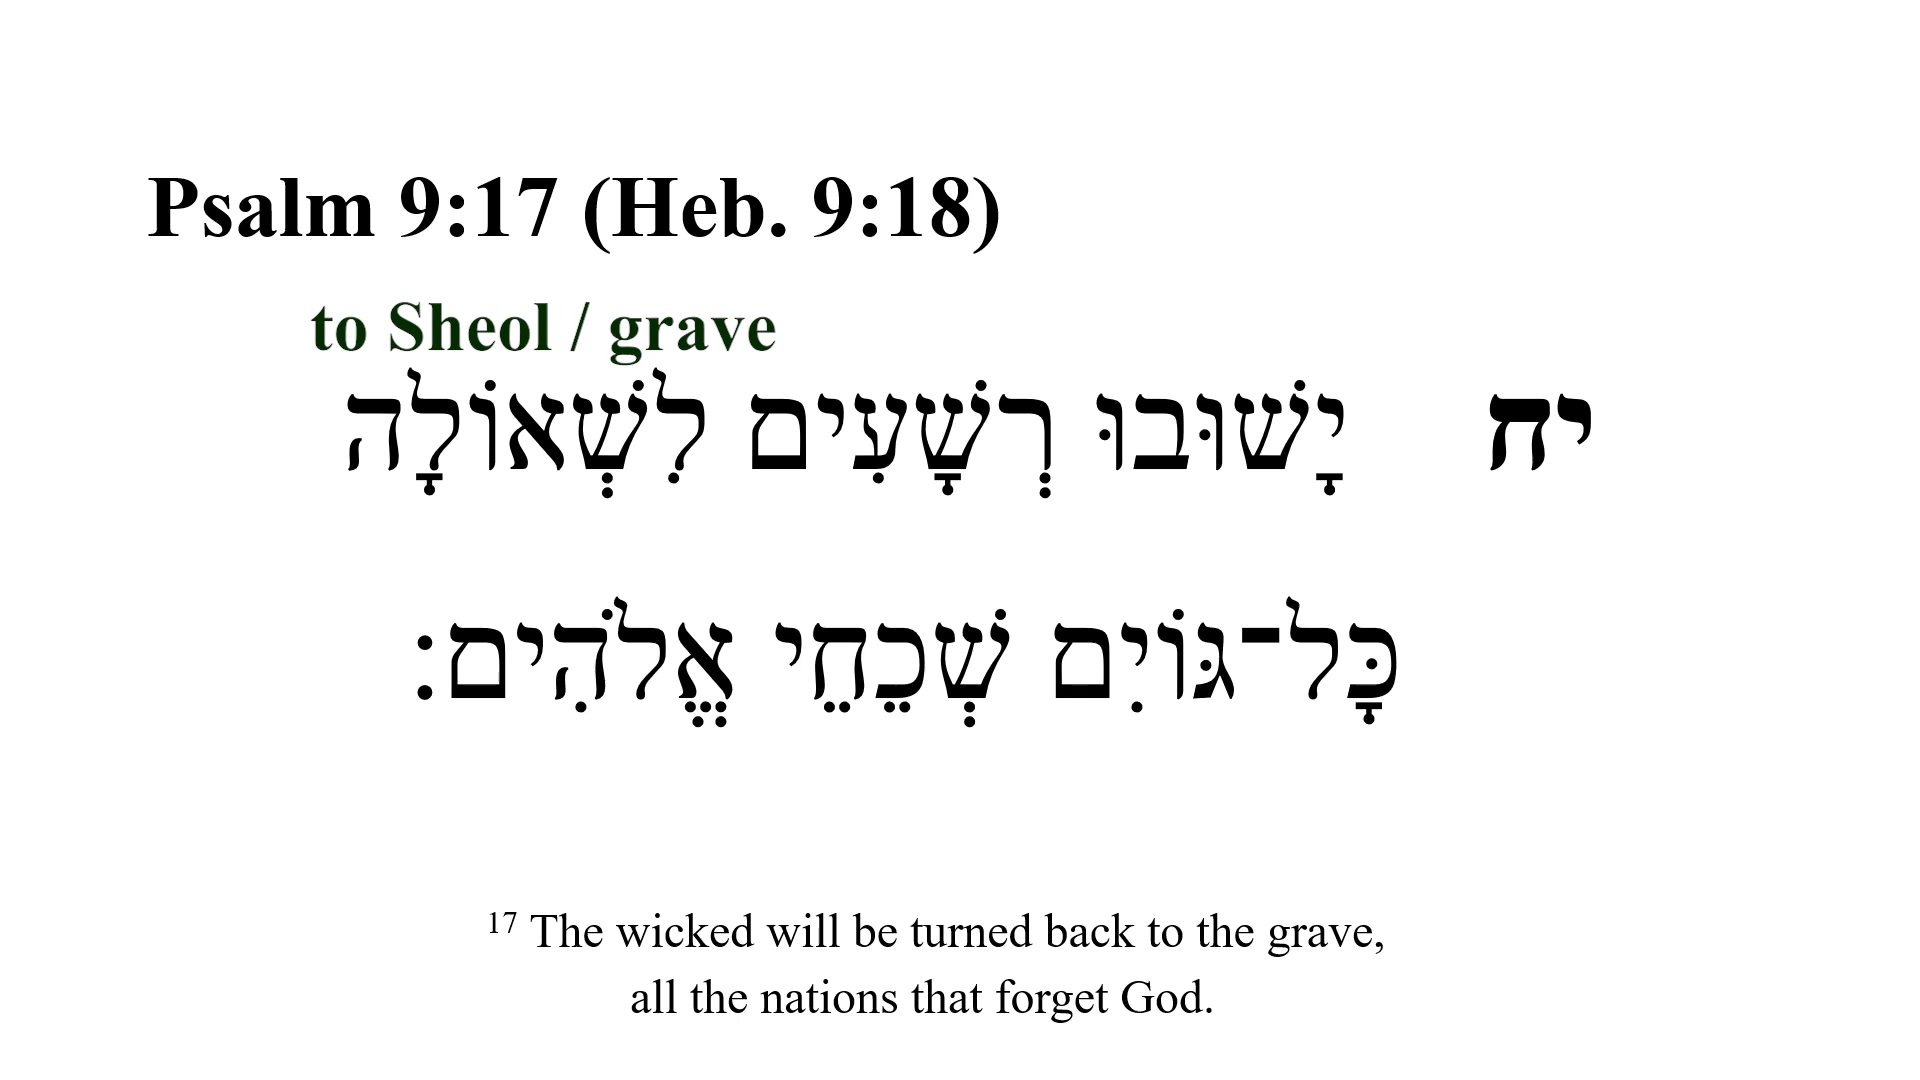 Psalm 9:17 (Heb. 9:18)
to Sheol / grave
יח יָשׁוּבוּ רְשָׁעִים לִשְׁאוֹלָה
כָּל־גּוֹיִם שְׁכֵחֵי אֱלֹהִים׃
17 The wicked will be turned back to the grave,
all the nations that forget God.